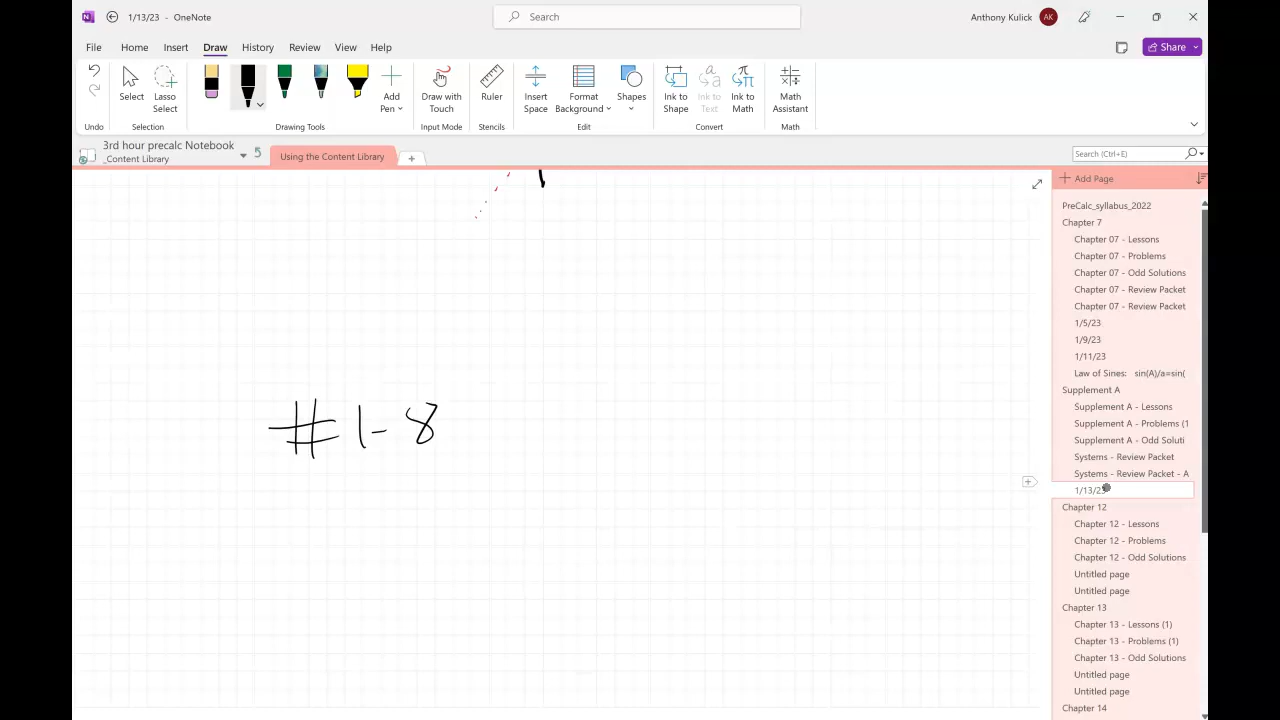 1/13/23 - OneNote
Search
Anthony Kulick
AK
File Home Insert Draw History Review View Help
Share
Undo
Select
Lasso Select
Add Pen
Draw with Touch
Ruler
Insert Space
Format Background
Shapes
Ink to Shape
Ink to Text
Ink to Math
Math Assistant
Undo Selection Drawing Tools Input Mode Stencils Edit Convert Math
3rd hour precalc Notebook
_Content Library
Using the Content Library
Search (Ctrl+E)
Add Page
PreCalc_syllabus_2022
Chapter 7
Chapter 07 - Lessons
Chapter 07 - Problems
Chapter 07 - Odd Solutions
Chapter 07 - Review Packet
Chapter 07 - Review Packet
1/5/23
1/9/23
1/11/23
Law of Sines: sin(A)/a=sin(
Supplement A
Supplement A - Lessons
Supplement A - Problems (1
Supplement A - Odd Soluti
Systems - Review Packet
Systems - Review Packet - A
1/13/23
Chapter 12
Chapter 12 - Lessons
Chapter 12 - Problems
Chapter 12 - Odd Solutions
Untitled page
Untitled page
Chapter 13
Chapter 13 - Lessons (1)
Chapter 13 - Problems (1)
Chapter 13 - Odd Solutions
Untitled page
Untitled page
Chapter 14
# 1 - 8